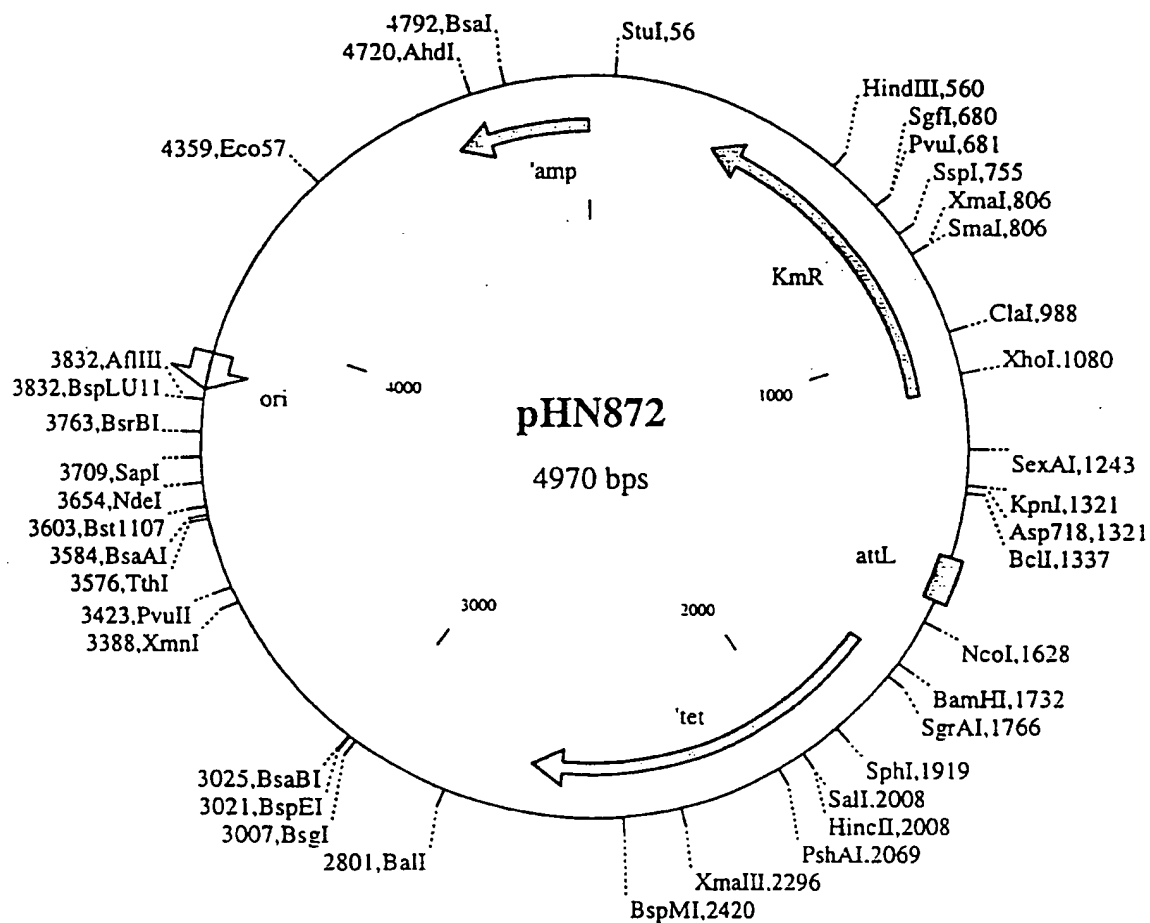 4792,BsaI
4720,AhdI
StuI,56
HindIII,560
SgfI,680
PvuI,681
SspI,755
XmaI,806
SmaI,806
4359,Eco57
'amp
KmR
ClaI,988
XhoI.1080
3832,AflIII
3832,BspLU11
3763,BsrBI
3709,SapI
3654,NdeI
3603,Bst1107
3584,BsaAI
3576,TthI
3423,PvuII
3388,XmnI
ori
4000
1000
pHN872
4970 bps
SexAI,1243
KpnI,1321
Asp718,1321
BclI,1337
attL
3000
2000
NcoI,1628
BamHI,1732
SgrAI,1766
'tet
SphI,1919
SalI.2008
HincII,2008
PshAI.2069
3025,BsaBI
3021,BspEI
3007,BsgI
2801,BalI
XmaIII,2296
BspMI,2420